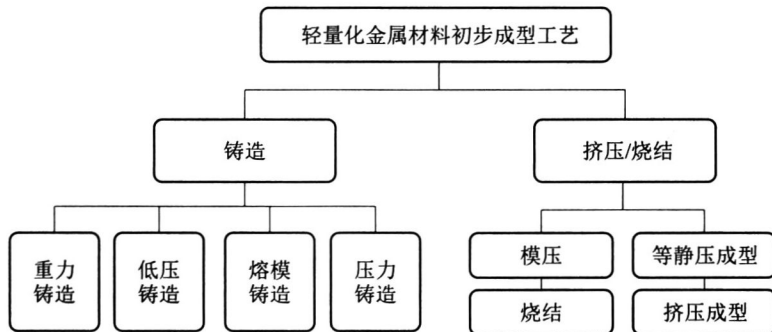 轻量化金属材料初步成型工艺
铸造
挤压/烧结
重力
铸造
低压
铸造
熔模
铸造
压力
铸造
模压
等静压成型
烧结
挤压成型